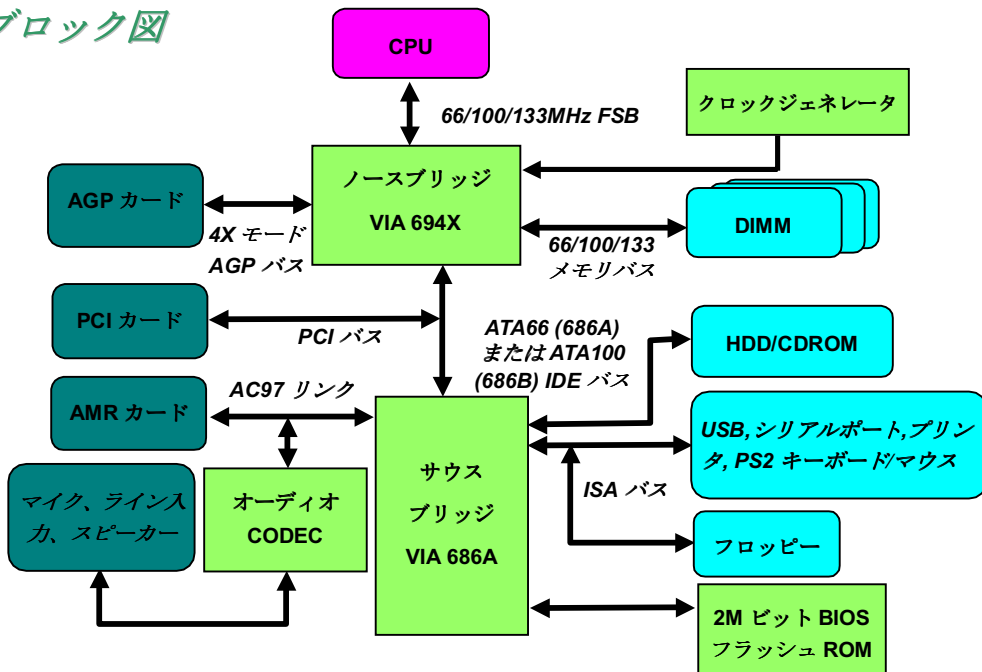 ブロック図
CPU
66/100/133MHz FSB
クロックジェネレータ
ノースブリッジ
VIA 694X
AGP カード
4X モード
AGP バス
DIMM
66/100/133
メモリバス
PCI カード
PCI バス
ATA66 (686A)
または ATA100
(686B) IDE バス
HDD/CDROM
AC97 リンク
AMR カード
USB,シリアルポート,プリン
タ, PS2 キーボード/マウス
サウス
ブリッジ
VIA 686A
ISA バス
マイク、ライン入
力、スピーカー
オーディオ
CODEC
フロッピー
2M ビット BIOS
フラッシュ ROM